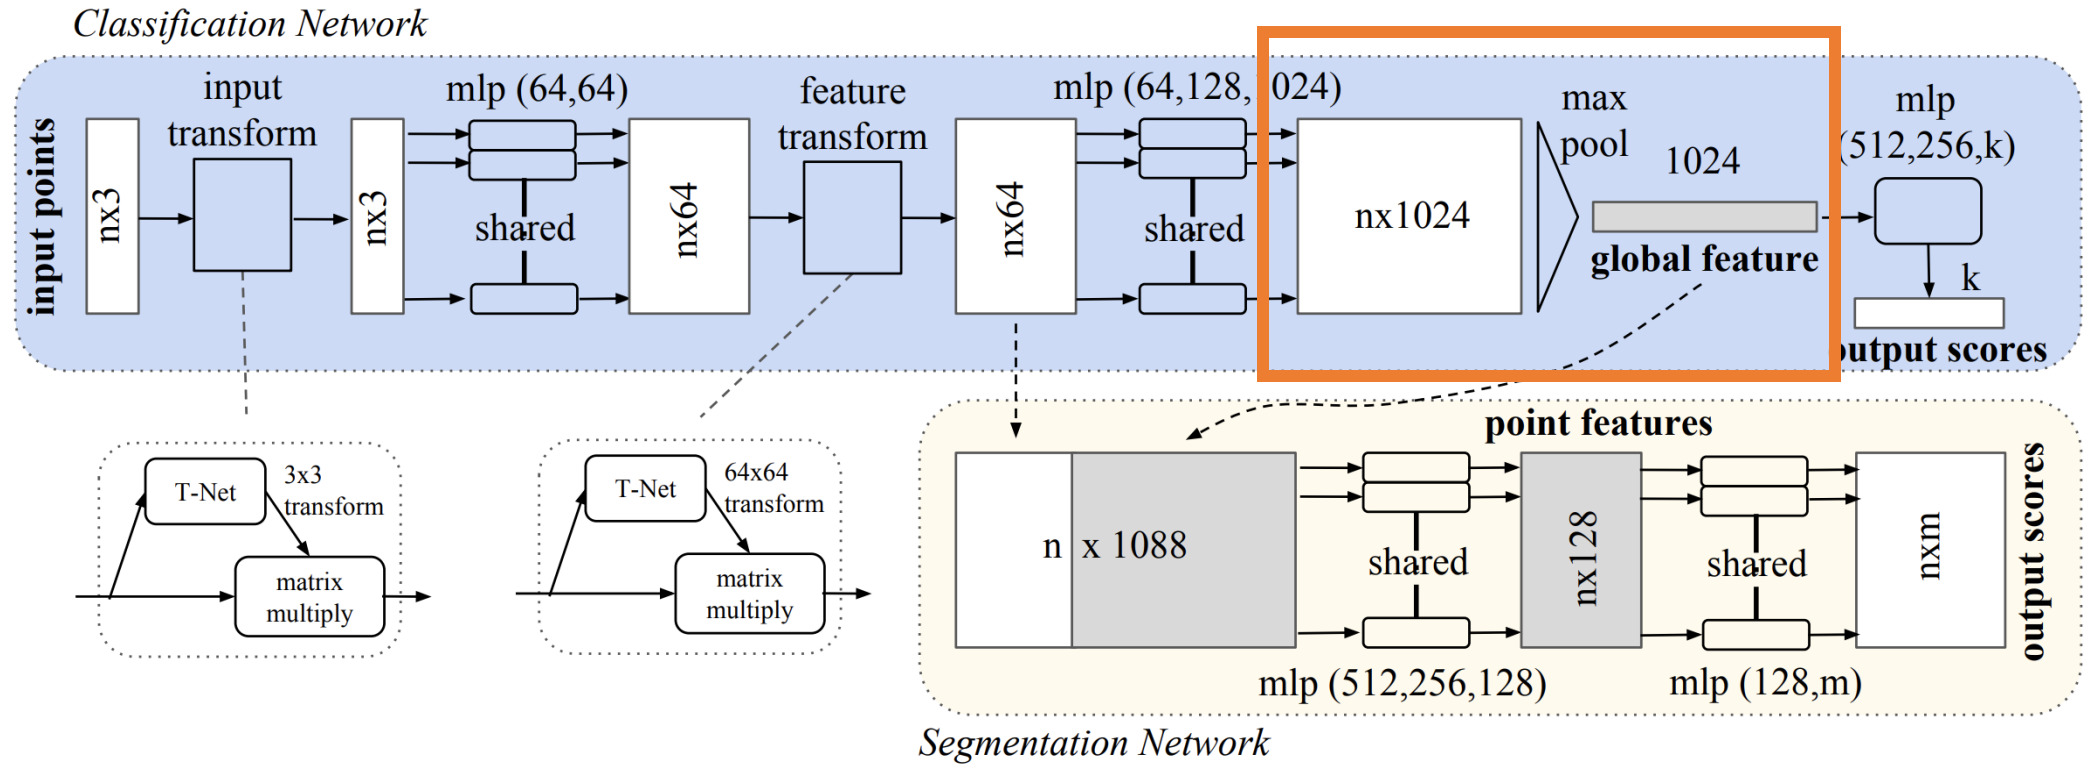 Classification Network
input points
nx3
input
transform
nx3
mlp (64,64)
shared
nx64
feature
transform
nx64
mlp (64,128, 024)
shared
nx1024
max
pool
1024
global feature
mlp
(512,256,k)
k
output scores
T-Net
3x3
transform
matrix
multiply
T-Net
64x64
transform
matrix
multiply
point features
n x 1088
shared
mlp (512,256,128)
nx128
shared
mlp (128,m)
nxm
output scores
Segmentation Network